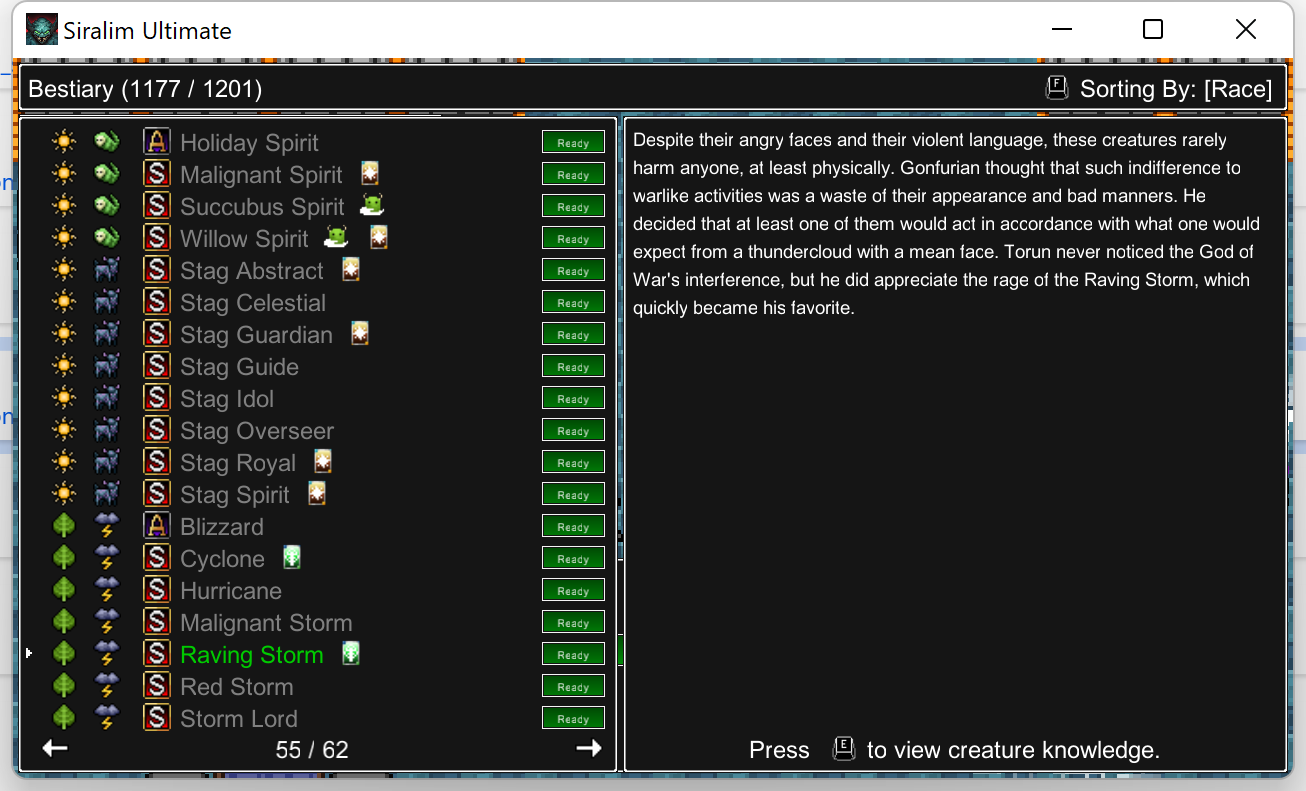 Siralim Ultimate
Bestiary (1177 / 1201)
F Sorting By: [Race]
A Holiday Spirit Ready
S Malignant Spirit Ready
S Succubus Spirit Ready
S Willow Spirit Ready
S Stag Abstract Ready
S Stag Celestial Ready
S Stag Guardian Ready
S Stag Guide Ready
S Stag Idol Ready
S Stag Overseer Ready
S Stag Royal Ready
S Stag Spirit Ready
A Blizzard Ready
S Cyclone Ready
S Hurricane Ready
S Malignant Storm Ready
S Raving Storm Ready
S Red Storm Ready
S Storm Lord Ready
55 / 62
Despite their angry faces and their violent language, these creatures rarely
harm anyone, at least physically. Gonfurian thought that such indifference to
warlike activities was a waste of their appearance and bad manners. He
decided that at least one of them would act in accordance with what one would
expect from a thundercloud with a mean face. Torun never noticed the God of
War's interference, but he did appreciate the rage of the Raving Storm, which
quickly became his favorite.
Press E to view creature knowledge.